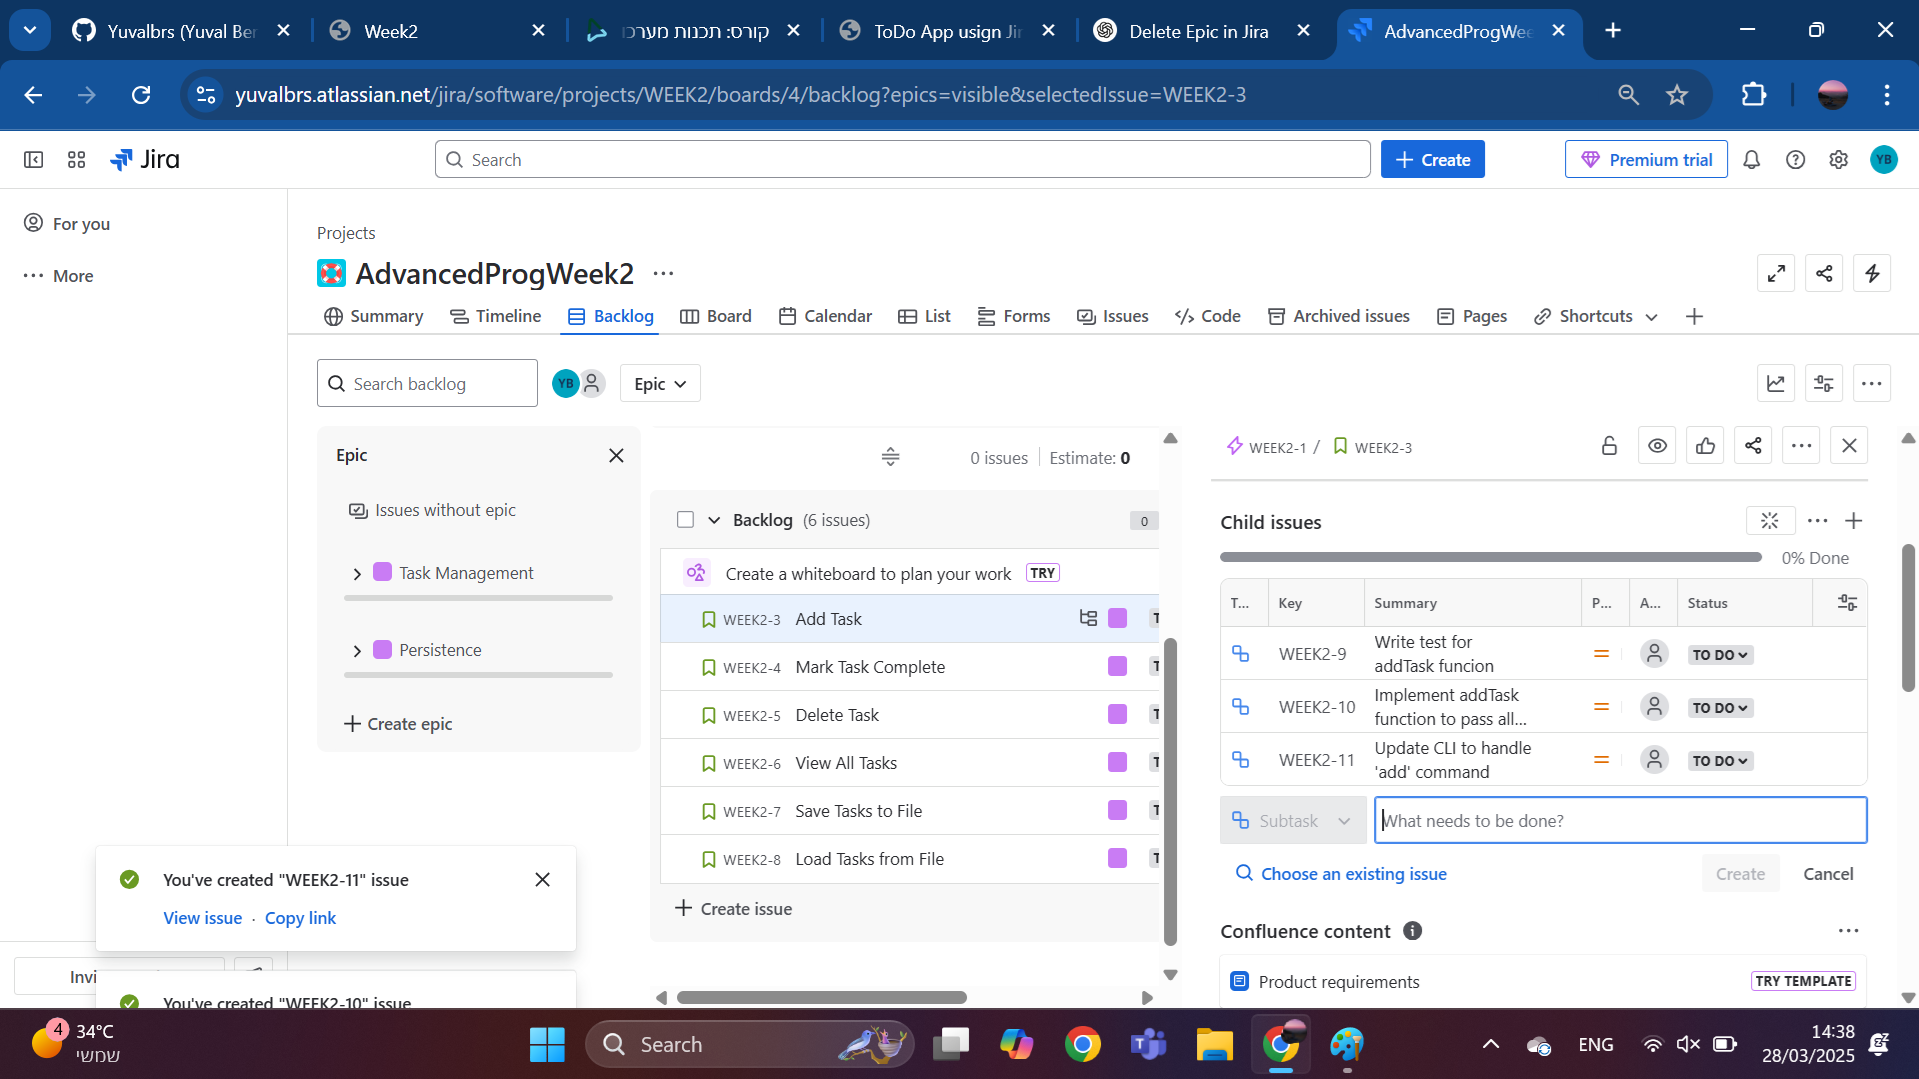 Yuvalbrs (Yuval Ber
Week2
קורס: תכנות מערכו
ToDo App usign Jir
Delete Epic in Jira
AdvancedProgWee
yuvalbrs.atlassian.net/jira/software/projects/WEEK2/boards/4/backlog?epics=visible&selectedIssue=WEEK2-3
Jira
Search
Create
Premium trial
YB
For you
More
Projects
AdvancedProgWeek2
Summary
Timeline
Backlog
Board
Calendar
List
Forms
Issues
Code
Archived issues
Pages
Shortcuts
Search backlog
YB
Epic
Epic
Issues without epic
Task Management
Persistence
Create epic
0 issues
Estimate: 0
Backlog (6 issues)
0
Create a whiteboard to plan your work TRY
WEEK2-3 Add Task T
WEEK2-4 Mark Task Complete T
WEEK2-5 Delete Task T
WEEK2-6 View All Tasks T
WEEK2-7 Save Tasks to File T
WEEK2-8 Load Tasks from File T
Create issue
WEEK2-1 / WEEK2-3
Child issues
0% Done
T... Key Summary P... A... Status
WEEK2-9 Write test for addTask funcion TO DO
WEEK2-10 Implement addTask function to pass all... TO DO
WEEK2-11 Update CLI to handle 'add' command TO DO
Subtask
What needs to be done?
Choose an existing issue
Create
Cancel
Confluence content
Product requirements
TRY TEMPLATE
You've created "WEEK2-11" issue
View issue · Copy link
Invi
You've created "WEEK2-10" issue
4
34°C
שמשי
Search
ENG
14:38
28/03/2025